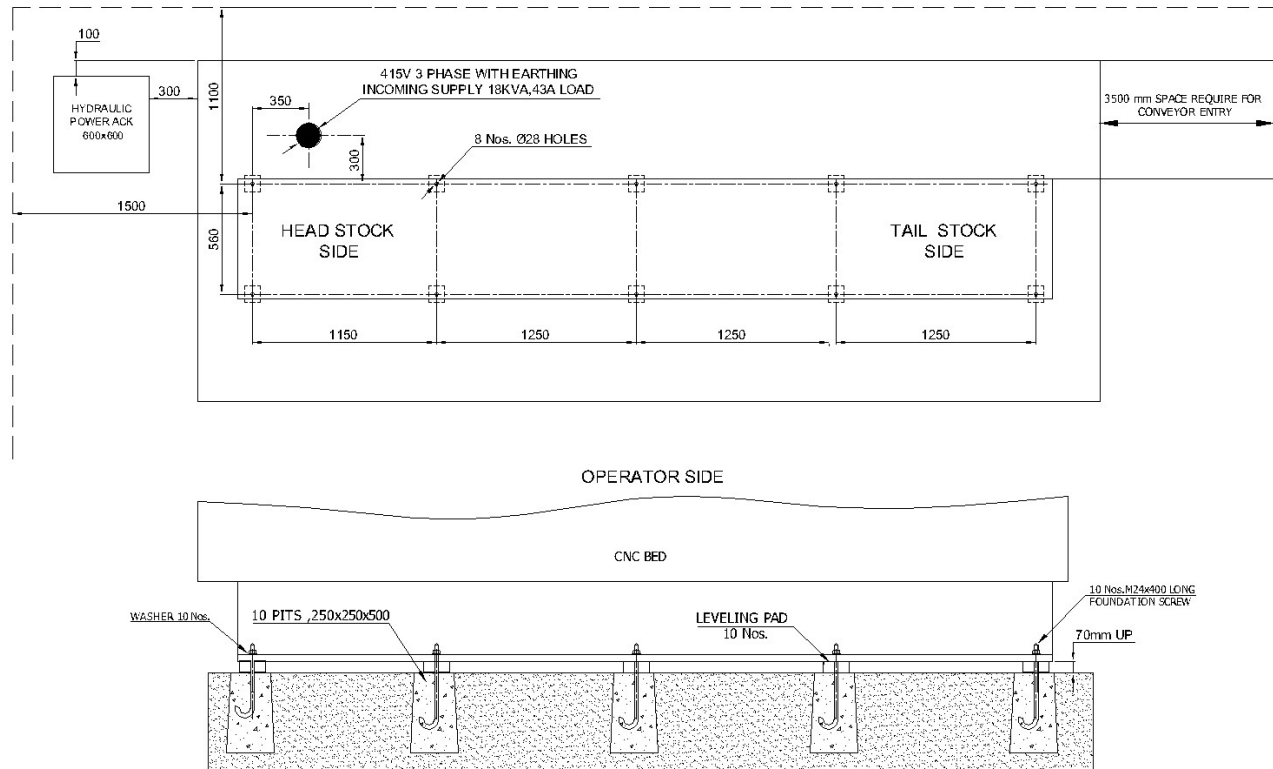 100
415V 3 PHASE WITH EARTHING
INCOMING SUPPLY 18KVA,43A LOAD
HYDRAULIC
POWER ACK
600x600
300
350
1100
3500 mm SPACE REQUIRE FOR
CONVEYOR ENTRY
8 Nos. Ø28 HOLES
300
1500
560
HEAD STOCK
SIDE
TAIL STOCK
SIDE
1150
1250
1250
1250
OPERATOR SIDE
CNC BED
WASHER 10 Nos.
10 PITS ,250x250x500
LEVELING PAD
10 Nos.
10 Nos.M24x400 LONG
FOUNDATION SCREW
70mm UP